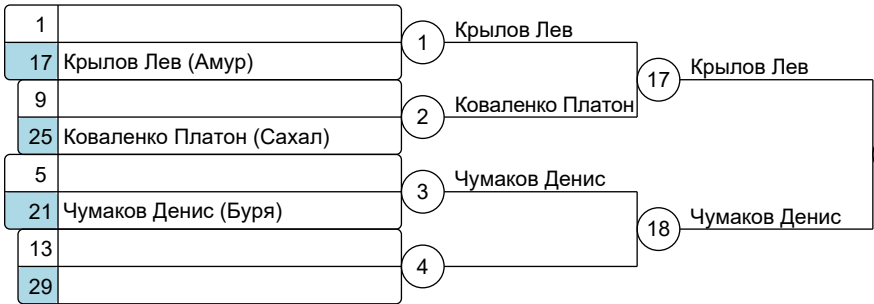 1
17 Крылов Лев (Амур)
9
25 Коваленко Платон (Сахал)
5
21 Чумаков Денис (Буря)
13
29
1 Крылов Лев
2 Коваленко Платон
3 Чумаков Денис
4
17 Крылов Лев
18 Чумаков Денис